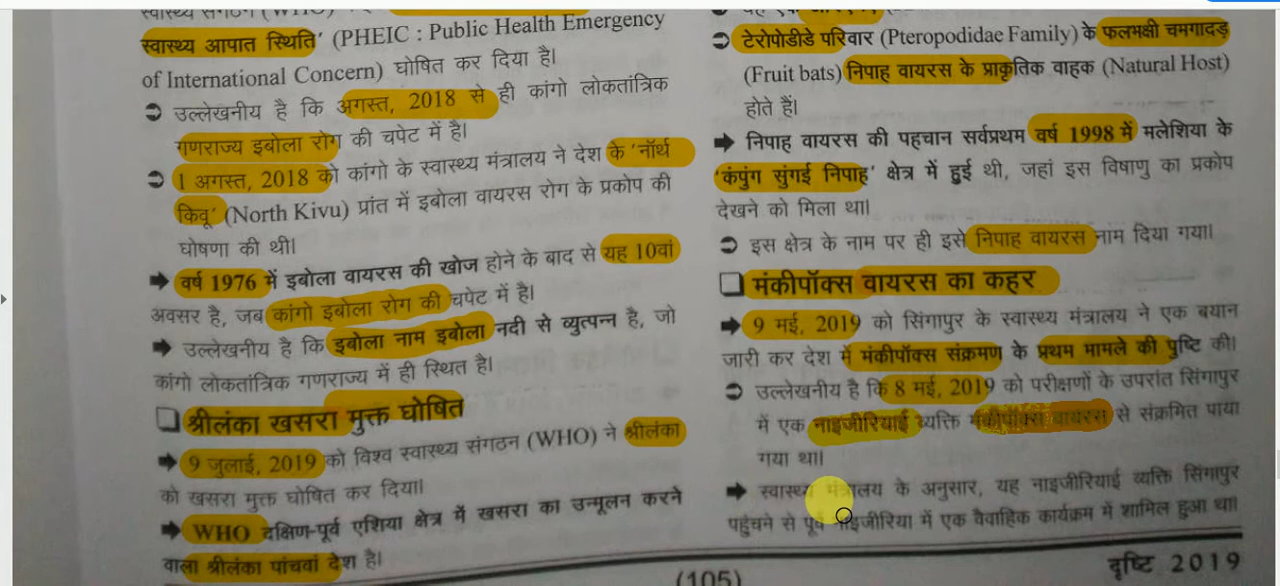 स्वास्थ्य संगठन (WHO)
स्वास्थ्य आपात स्थिति' (PHEIC : Public Health Emergency
of International Concern) घोषित कर दिया है।
➲ उल्लेखनीय है कि अगस्त, 2018 से ही कांगो लोकतांत्रिक
गणराज्य इबोला रोग की चपेट में है।
➲ 1 अगस्त, 2018 को कांगो के स्वास्थ्य मंत्रालय ने देश के 'नॉर्थ
किवू' (North Kivu) प्रांत में इबोला वायरस रोग के प्रकोप की
घोषणा की थी।
➡ वर्ष 1976 में इबोला वायरस की खोज होने के बाद से यह 10वां
अवसर है, जब कांगो इबोला रोग की चपेट में है।
➡ उल्लेखनीय है कि इबोला नाम इबोला नदी से व्युत्पन्न है, जो
कांगो लोकतांत्रिक गणराज्य में ही स्थित है।
❑ श्रीलंका खसरा मुक्त घोषित
➡ 9 जुलाई, 2019 को विश्व स्वास्थ्य संगठन (WHO) ने श्रीलंका
को खसरा मुक्त घोषित कर दिया।
➡ WHO दक्षिण-पूर्व एशिया क्षेत्र में खसरा का उन्मूलन करने
वाला श्रीलंका पांचवां देश है।
यह एक
➲ टेरोपोडीडे परिवार (Pteropodidae Family) के फलभक्षी चमगादड़
(Fruit bats) निपाह वायरस के प्राकृतिक वाहक (Natural Host)
होते हैं।
➡ निपाह वायरस की पहचान सर्वप्रथम वर्ष 1998 में मलेशिया के
'कंपुंग सुंगई निपाह' क्षेत्र में हुई थी, जहां इस विषाणु का प्रकोप
देखने को मिला था।
➲ इस क्षेत्र के नाम पर ही इसे निपाह वायरस नाम दिया गया।
❑ मंकीपॉक्स वायरस का कहर
➡ 9 मई, 2019 को सिंगापुर के स्वास्थ्य मंत्रालय ने एक बयान
जारी कर देश में मंकीपॉक्स संक्रमण के प्रथम मामले की पुष्टि की।
➲ उल्लेखनीय है कि 8 मई, 2019 को परीक्षणों के उपरांत सिंगापुर
में एक नाइजीरियाई व्यक्ति मंकीपॉक्स वायरस से संक्रमित पाया
गया था।
➡ स्वास्थ्य मंत्रालय के अनुसार, यह नाइजीरियाई व्यक्ति सिंगापुर
पहुंचने से पूर्व नाइजीरिया में एक वैवाहिक कार्यक्रम में शामिल हुआ था।
(105)
दृष्टि 2019